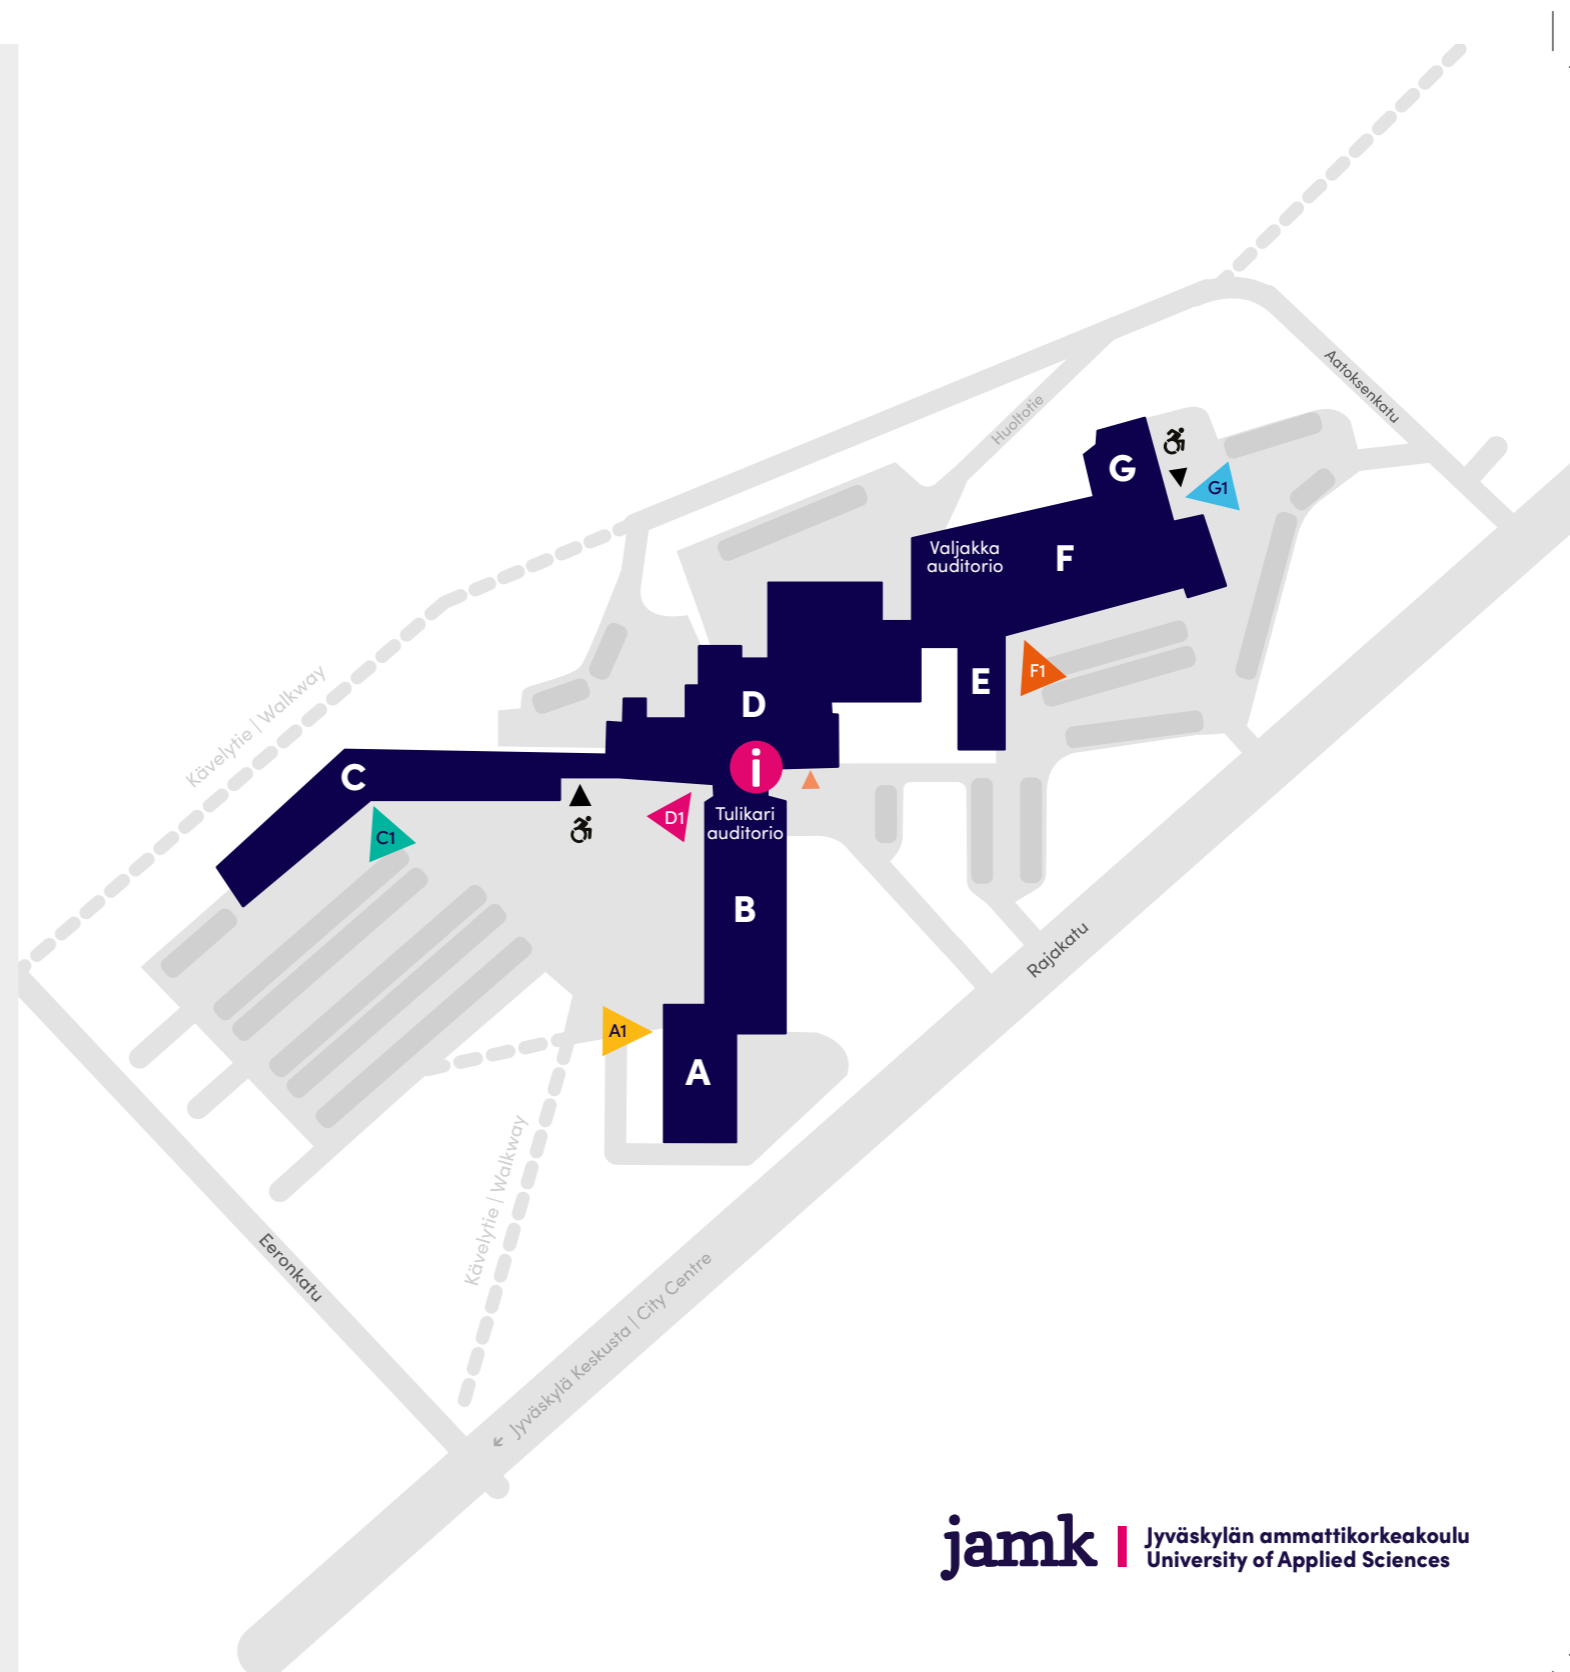 Aatoksenkatu
Huoltotie
G
G1
Valjakka
auditorio
F
F1
E
Kävelytie | Walkway
D
i
C
C1
D1
Tulikari
auditorio
B
Rajakatu
A1
A
Kävelytie | Walkway
Eeronkatu
← Jyväskylä Keskusta | City Centre
jamk
Jyväskylän ammattikorkeakoulu
University of Applied Sciences